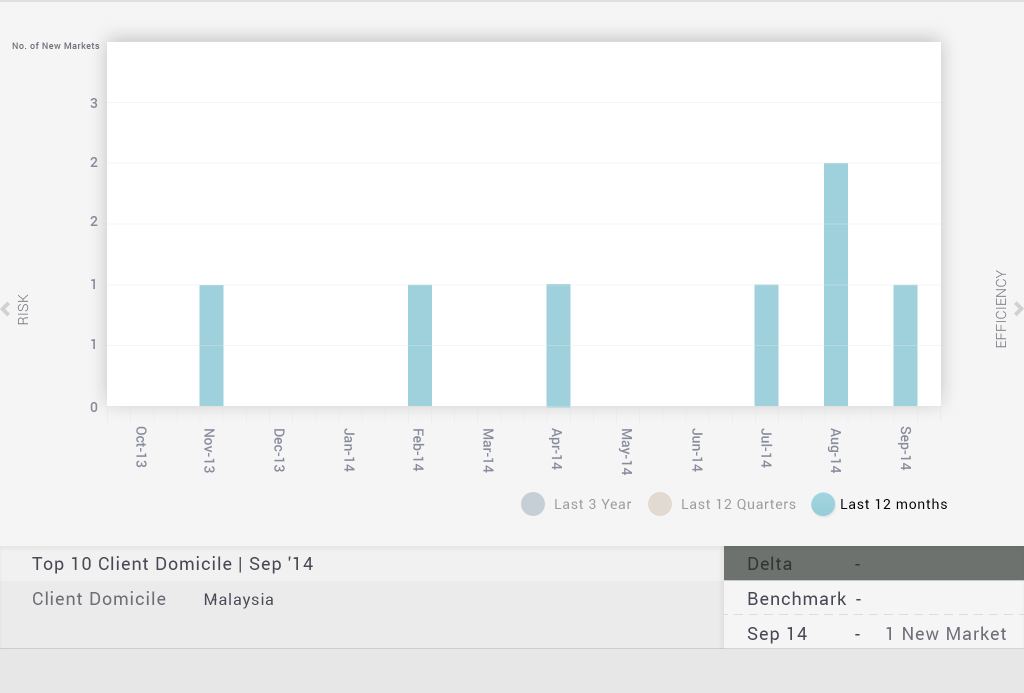 No. of New Markets
3
2
2
1
1
0
RISK
EFFICIENCY
Oct-13 Nov-13 Dec-13 Jan-14 Feb-14 Mar-14 Apr-14 May-14 Jun-14 Jul-14 Aug-14 Sep-14
Last 3 Year Last 12 Quarters Last 12 months
Top 10 Client Domicile | Sep '14
Client Domicile Malaysia
Delta -
Benchmark -
Sep 14 - 1 New Market